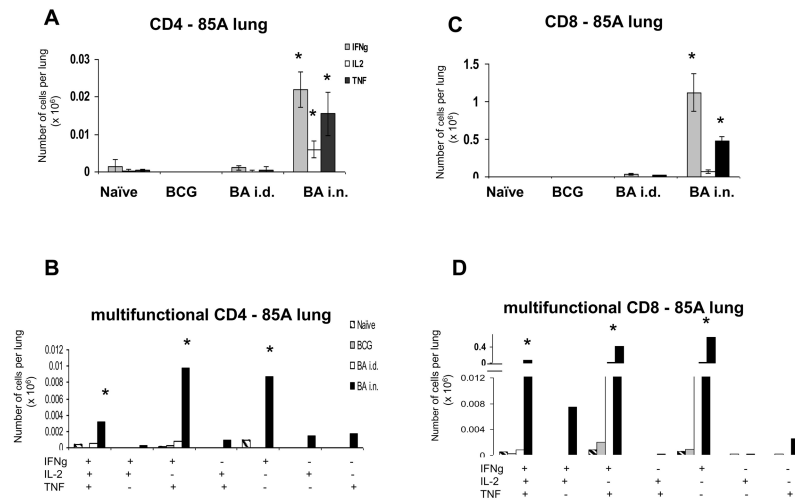 A
CD4 - 85A lung
Number of cells per lung
(x 10⁶)
0.03
0.02
0.01
0
IFNg
IL2
TNF
*
*
*
Naïve BCG BA i.d. BA i.n.
C
CD8 - 85A lung
Number of cells per lung
(x 10⁶)
1.5
1
0.5
0
*
*
Naïve BCG BA i.d. BA i.n.
B
multifunctional CD4 - 85A lung
Number of cells per lung
(x 10⁶)
0.012
0.01
0.008
0.006
0.004
0.002
0
Naïve
BCG
BA i.d.
BA i.n.
*
*
*
IFNg + + + - + - -
IL-2 + + - + - + -
TNF + - + + - - +
D
multifunctional CD8 - 85A lung
Number of cells per lung
(x 10⁶)
0.4
0.012
0.008
0.004
0.000
*
*
*
IFNg + + + - + - -
IL-2 + + - + - + -
TNF + - + + - - +